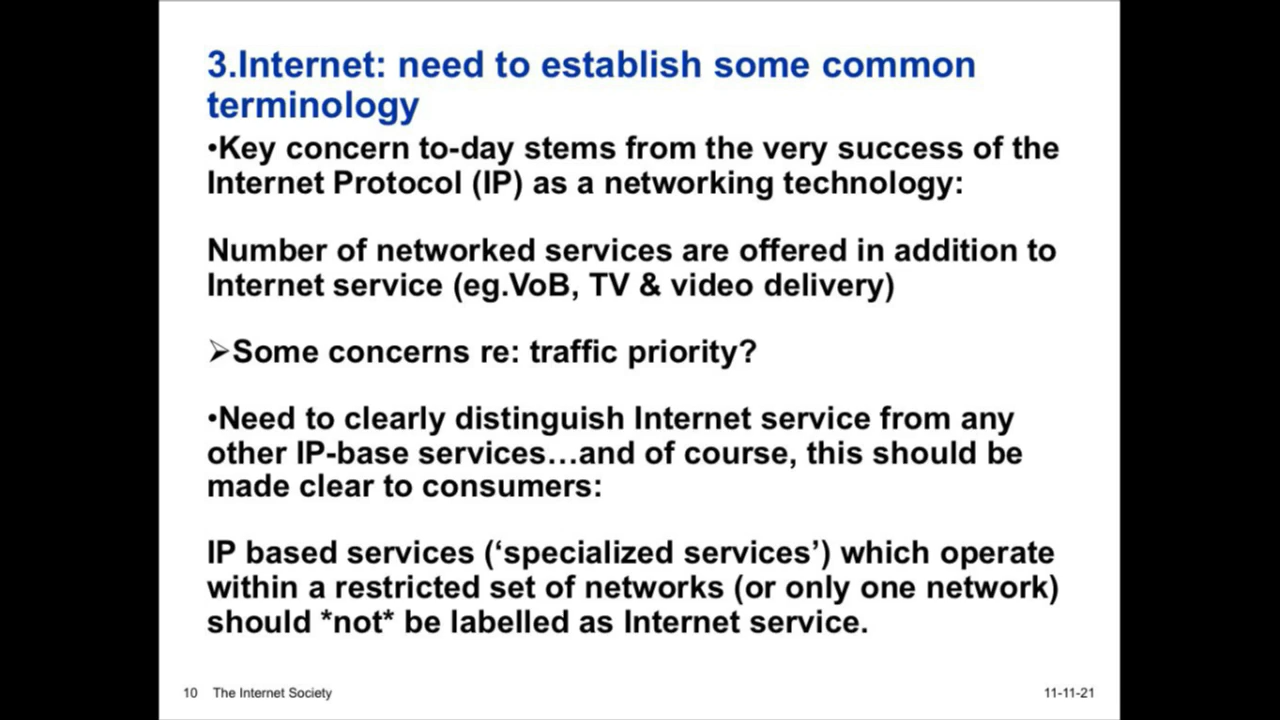 3.Internet: need to establish some common
terminology
•Key concern to-day stems from the very success of the
Internet Protocol (IP) as a networking technology:
Number of networked services are offered in addition to
Internet service (eg.VoB, TV & video delivery)
➢Some concerns re: traffic priority?
•Need to clearly distinguish Internet service from any
other IP-base services…and of course, this should be
made clear to consumers:
IP based services (‘specialized services’) which operate
within a restricted set of networks (or only one network)
should *not* be labelled as Internet service.
10 The Internet Society 11-11-21